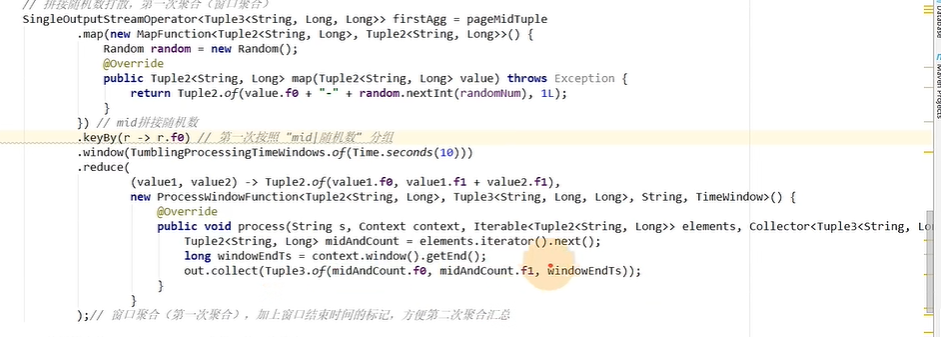 // 拼接随机数打散，第一次聚合（窗口聚合）
SingleOutputStreamOperator<Tuple3<String, Long, Long>> firstAgg = pageMidTuple
.map(new MapFunction<Tuple2<String, Long>, Tuple2<String, Long>>() {
Random random = new Random();
@Override
public Tuple2<String, Long> map(Tuple2<String, Long> value) throws Exception {
return Tuple2.of(value.f0 + "-" + random.nextInt(randomNum), 1L);
}
}) // mid拼接随机数
.keyBy(r -> r.f0) // 第一次按照 "mid|随机数" 分组
.window(TumblingProcessingTimeWindows.of(Time.seconds(10)))
.reduce(
(value1, value2) -> Tuple2.of(value1.f0, value1.f1 + value2.f1),
new ProcessWindowFunction<Tuple2<String, Long>, Tuple3<String, Long, Long>, String, TimeWindow>() {
@Override
public void process(String s, Context context, Iterable<Tuple2<String, Long>> elements, Collector<Tuple3<String, Lo
Tuple2<String, Long> midAndCount = elements.iterator().next();
long windowEndTs = context.window().getEnd();
out.collect(Tuple3.of(midAndCount.f0, midAndCount.f1, windowEndTs));
}
}
);// 窗口聚合（第一次聚合），加上窗口结束时间的标记，方便第二次聚合汇总
Database
Maven Projects